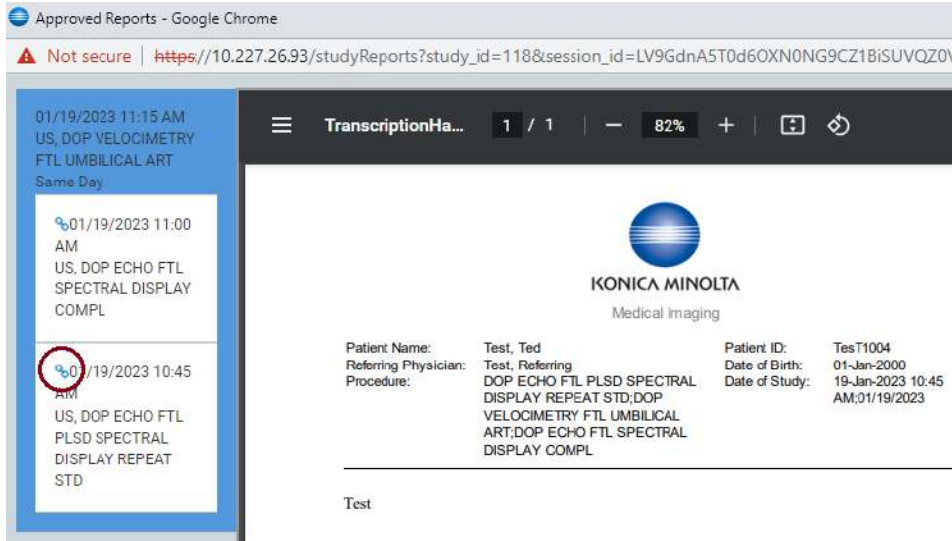 Approved Reports - Google Chrome
Not secure | https://10.227.26.93/studyReports?study_id=118&session_id=LV9GdnA5T0d6OXN0NG9CZ1BiSUVQZ0V
01/19/2023 11:15 AM
US, DOP VELOCIMETRY
FTL UMBILICAL ART
Same Day
01/19/2023 11:00
AM
US, DOP ECHO FTL
SPECTRAL DISPLAY
COMPL
/19/2023 10:45
AM
US, DOP ECHO FTL
PLSD SPECTRAL
DISPLAY REPEAT
STD
TranscriptionHa... 1 / 1 82%
KONICA MINOLTA
Medical imaging
Patient Name: Test, Ted Patient ID: TesT1004
Referring Physician: Test, Referring Date of Birth: 01-Jan-2000
Procedure: DOP ECHO FTL PLSD SPECTRAL Date of Study: 19-Jan-2023 10:45
DISPLAY REPEAT STD;DOP AM;01/19/2023
VELOCIMETRY FTL UMBILICAL
ART;DOP ECHO FTL SPECTRAL
DISPLAY COMPL
Test